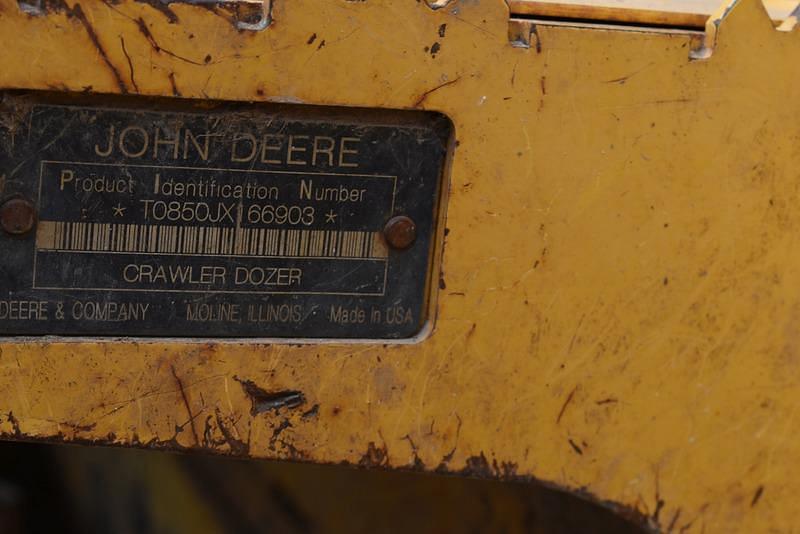 JOHN DEERE
Product Identification Number
* T0850JX166903 *
CRAWLER DOZER
DEERE & COMPANY MOLINE, ILLINOIS Made in USA